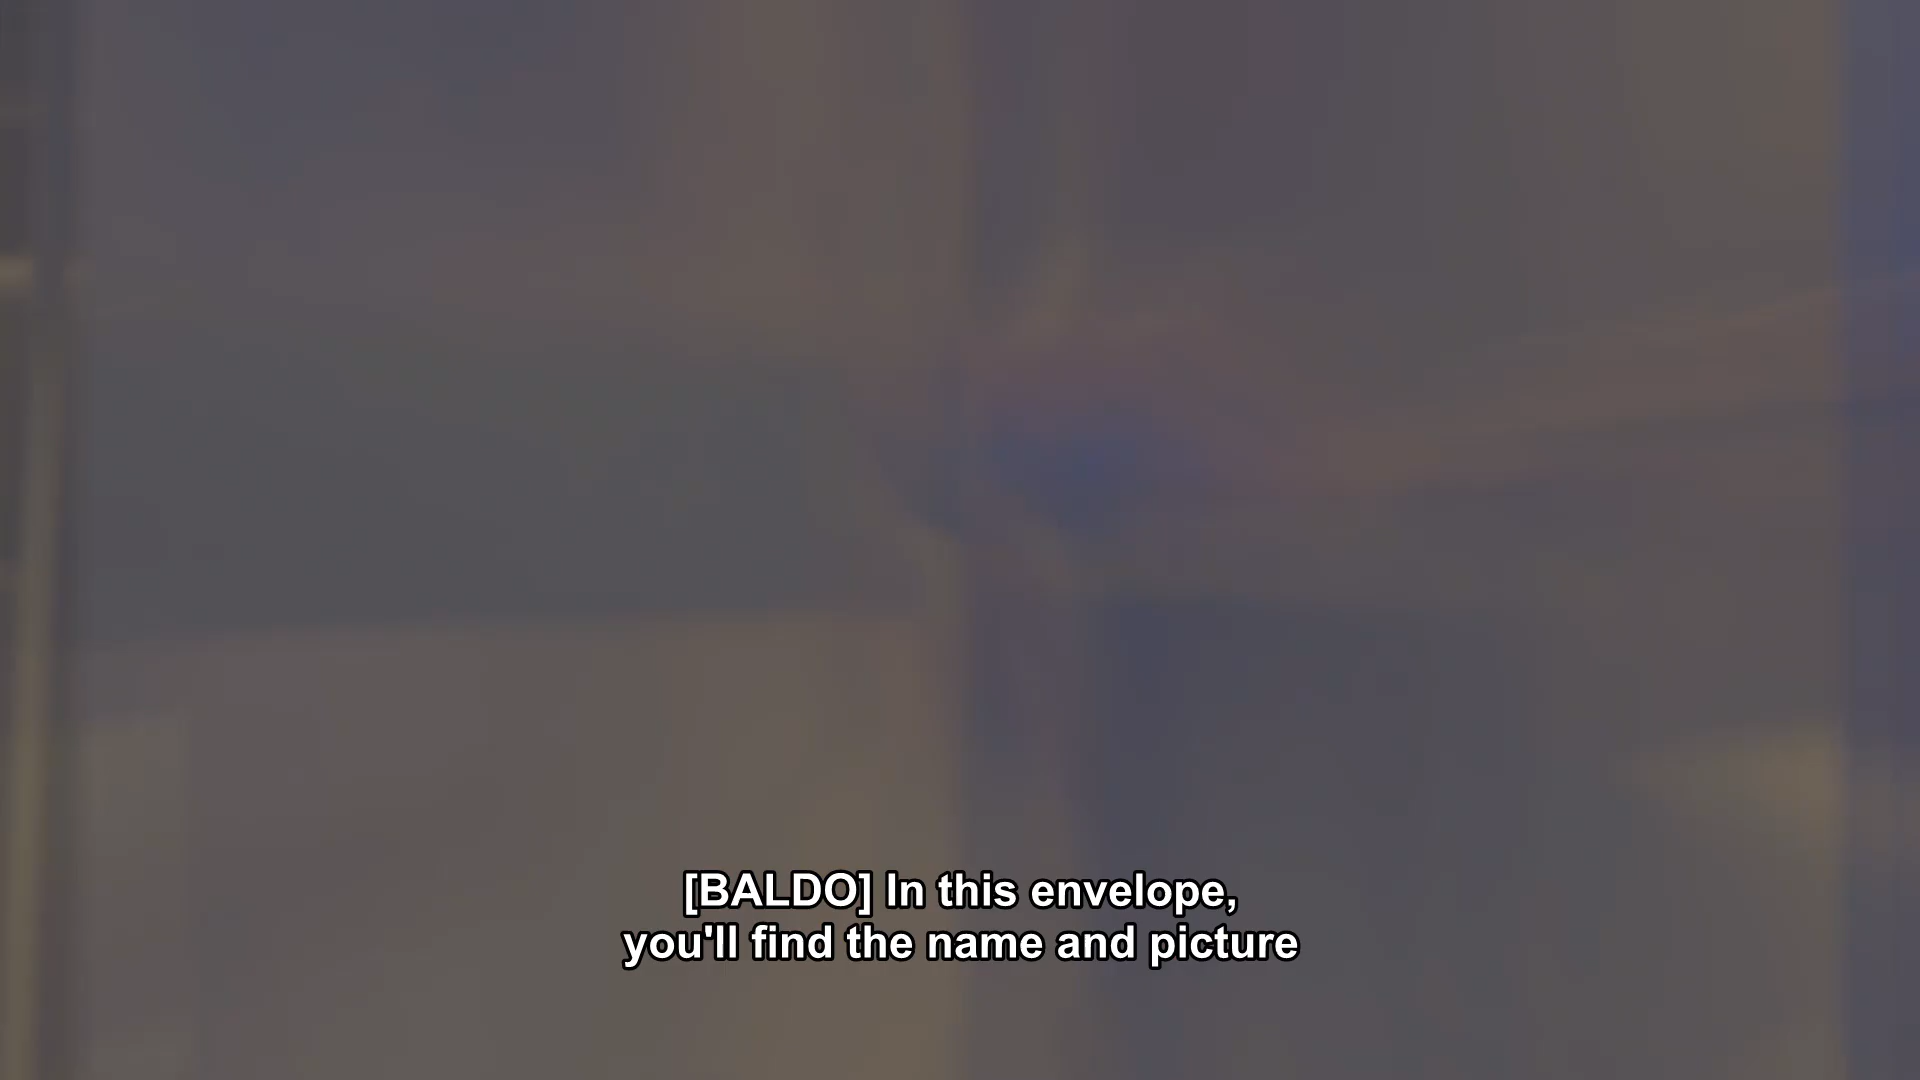 [BALDO] In this envelope,
you'll find the name and picture